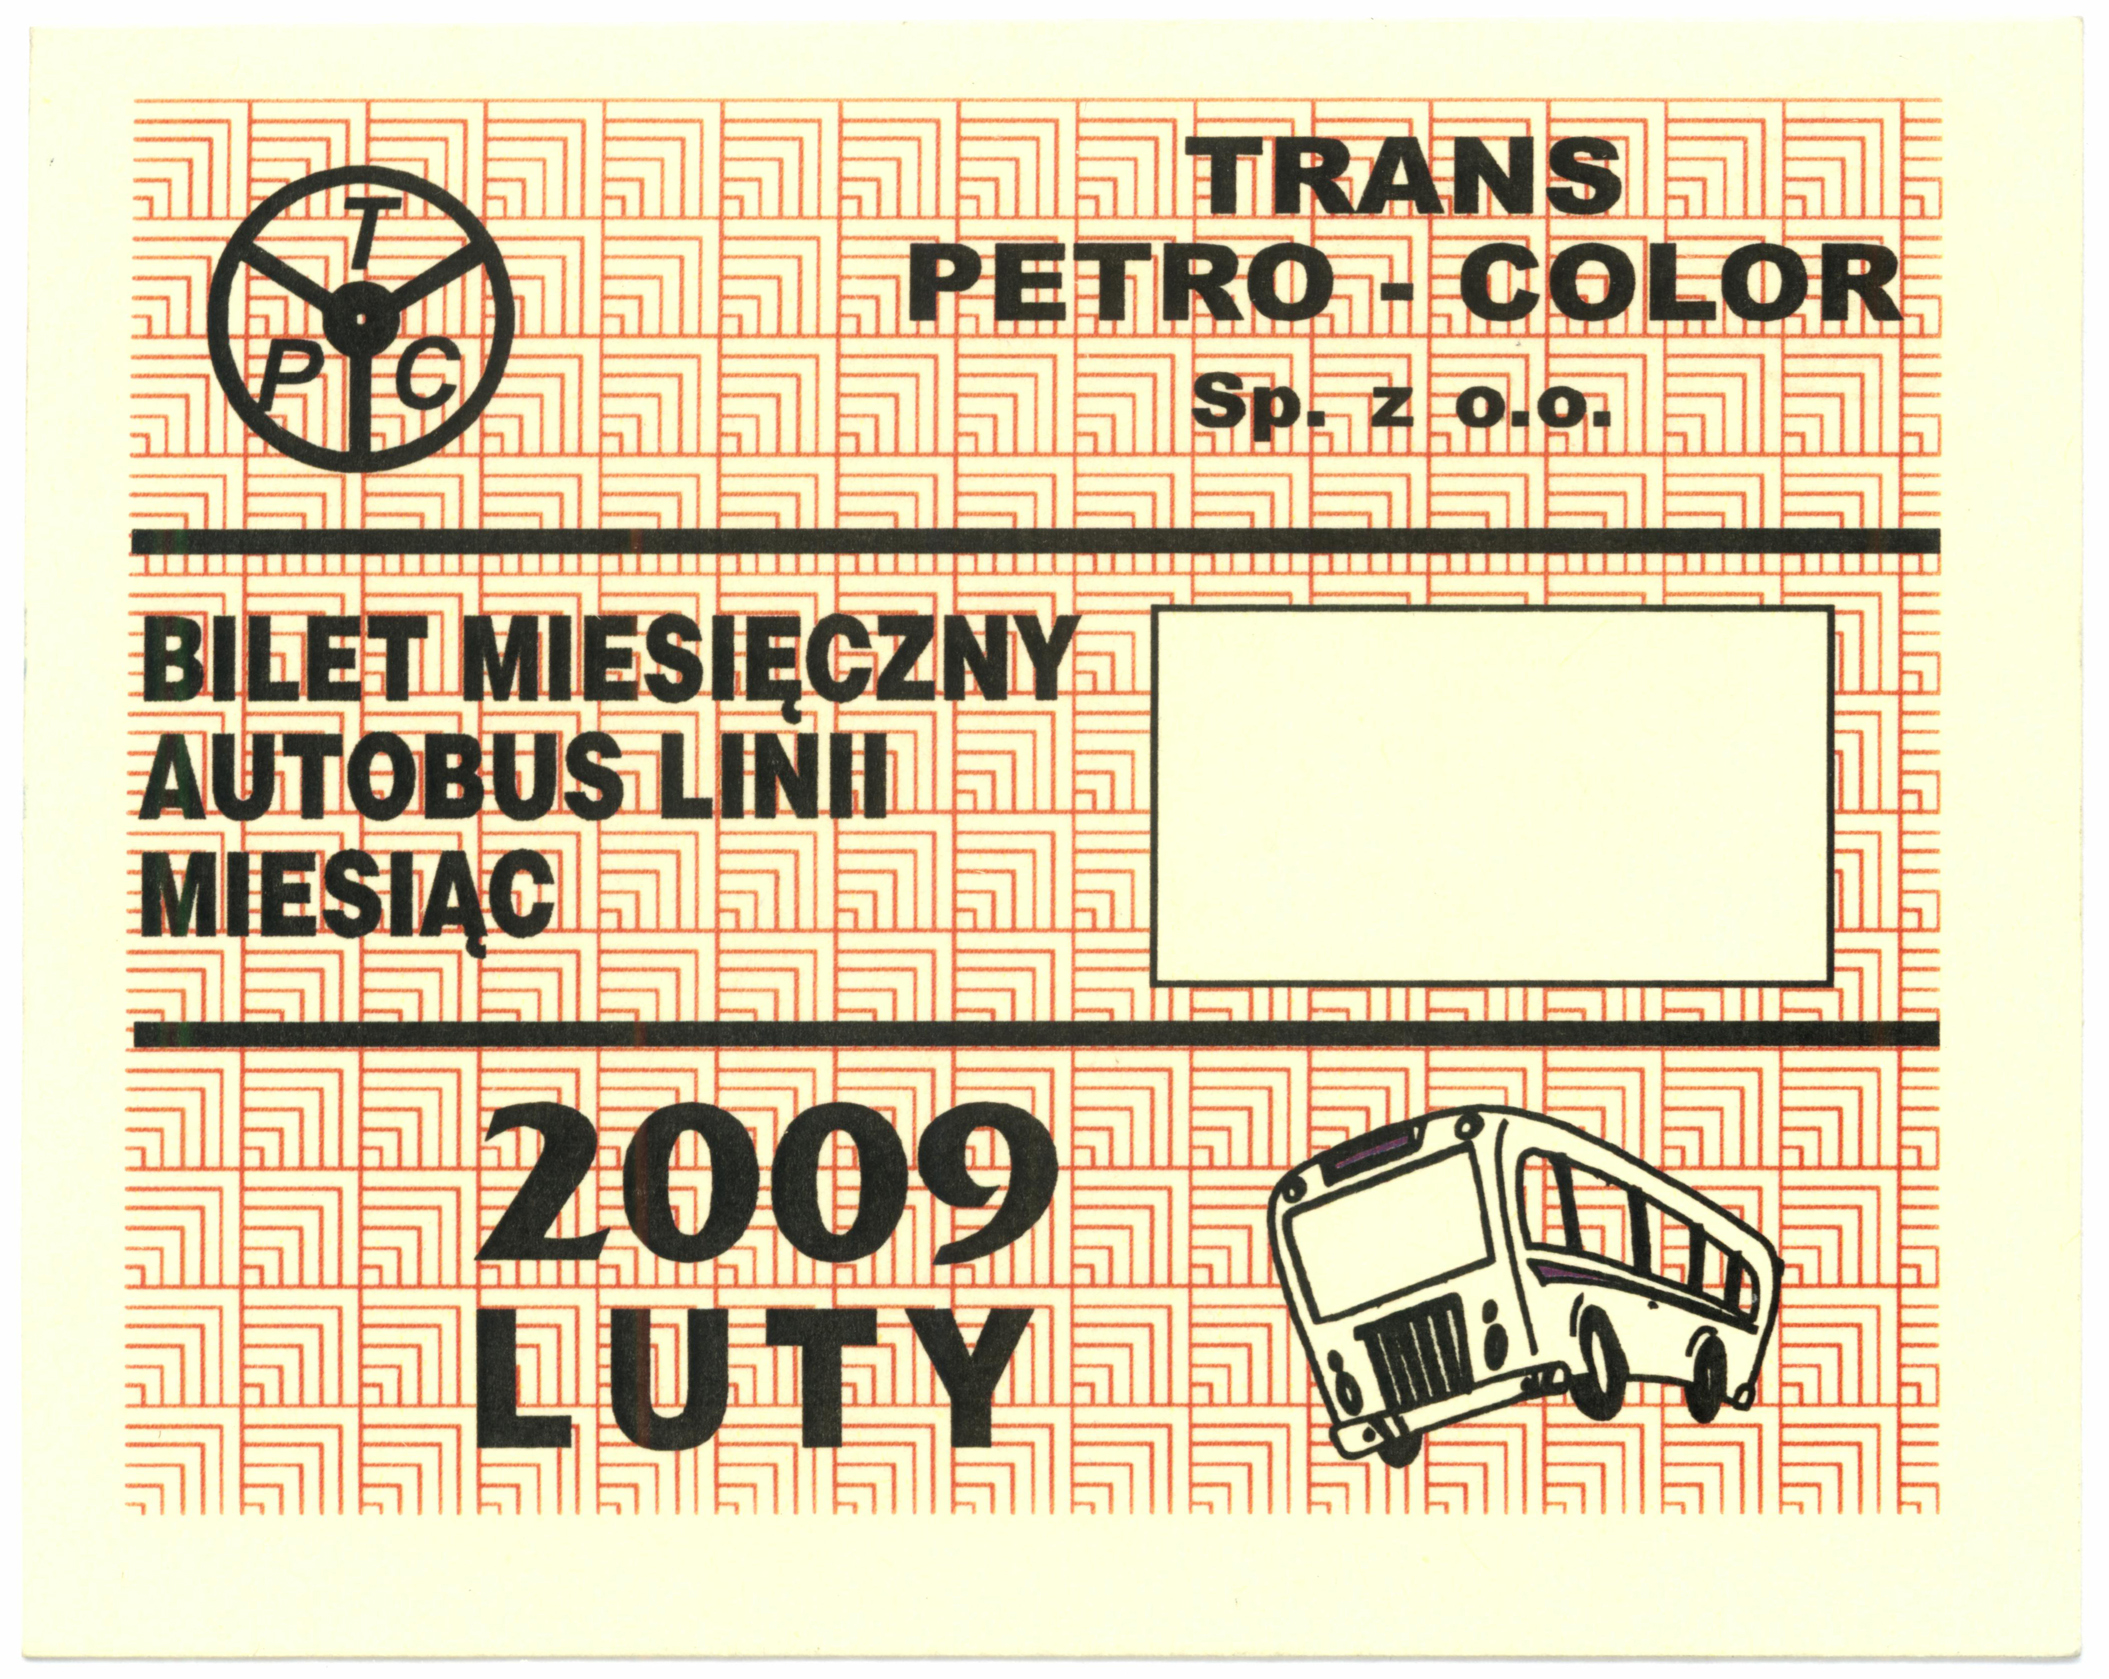 T
P C
TRANS
PETRO - COLOR
Sp. z o.o.
BILET MIESIĘCZNY
AUTOBUS LINII
MIESIĄC
2009
LUTY